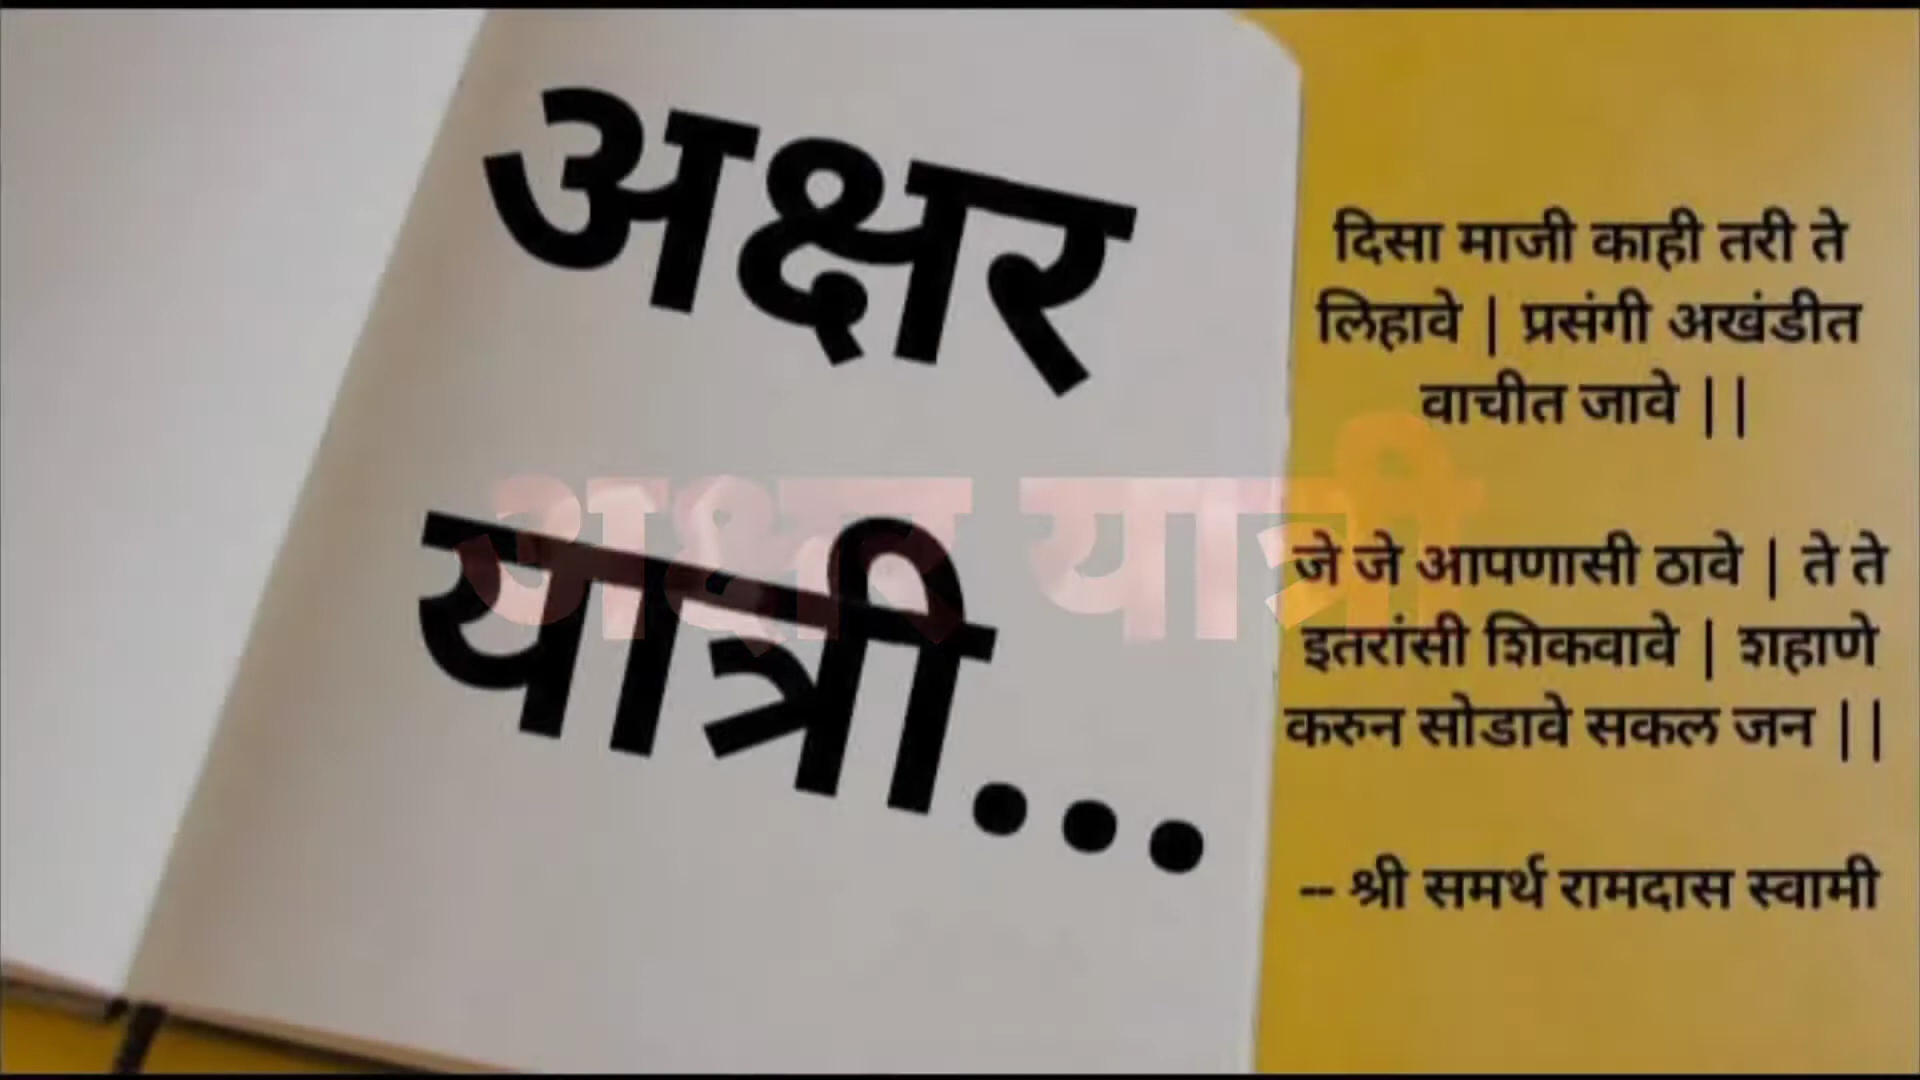 अक्षर
यात्री...
अक्षर यात्री
दिसा माजी काही तरी ते
लिहावे | प्रसंगी अखंडीत
वाचीत जावे ||
जे जे आपणासी ठावे | ते ते
इतरांसी शिकवावे | शहाणे
करुन सोडावे सकल जन ||
-- श्री समर्थ रामदास स्वामी